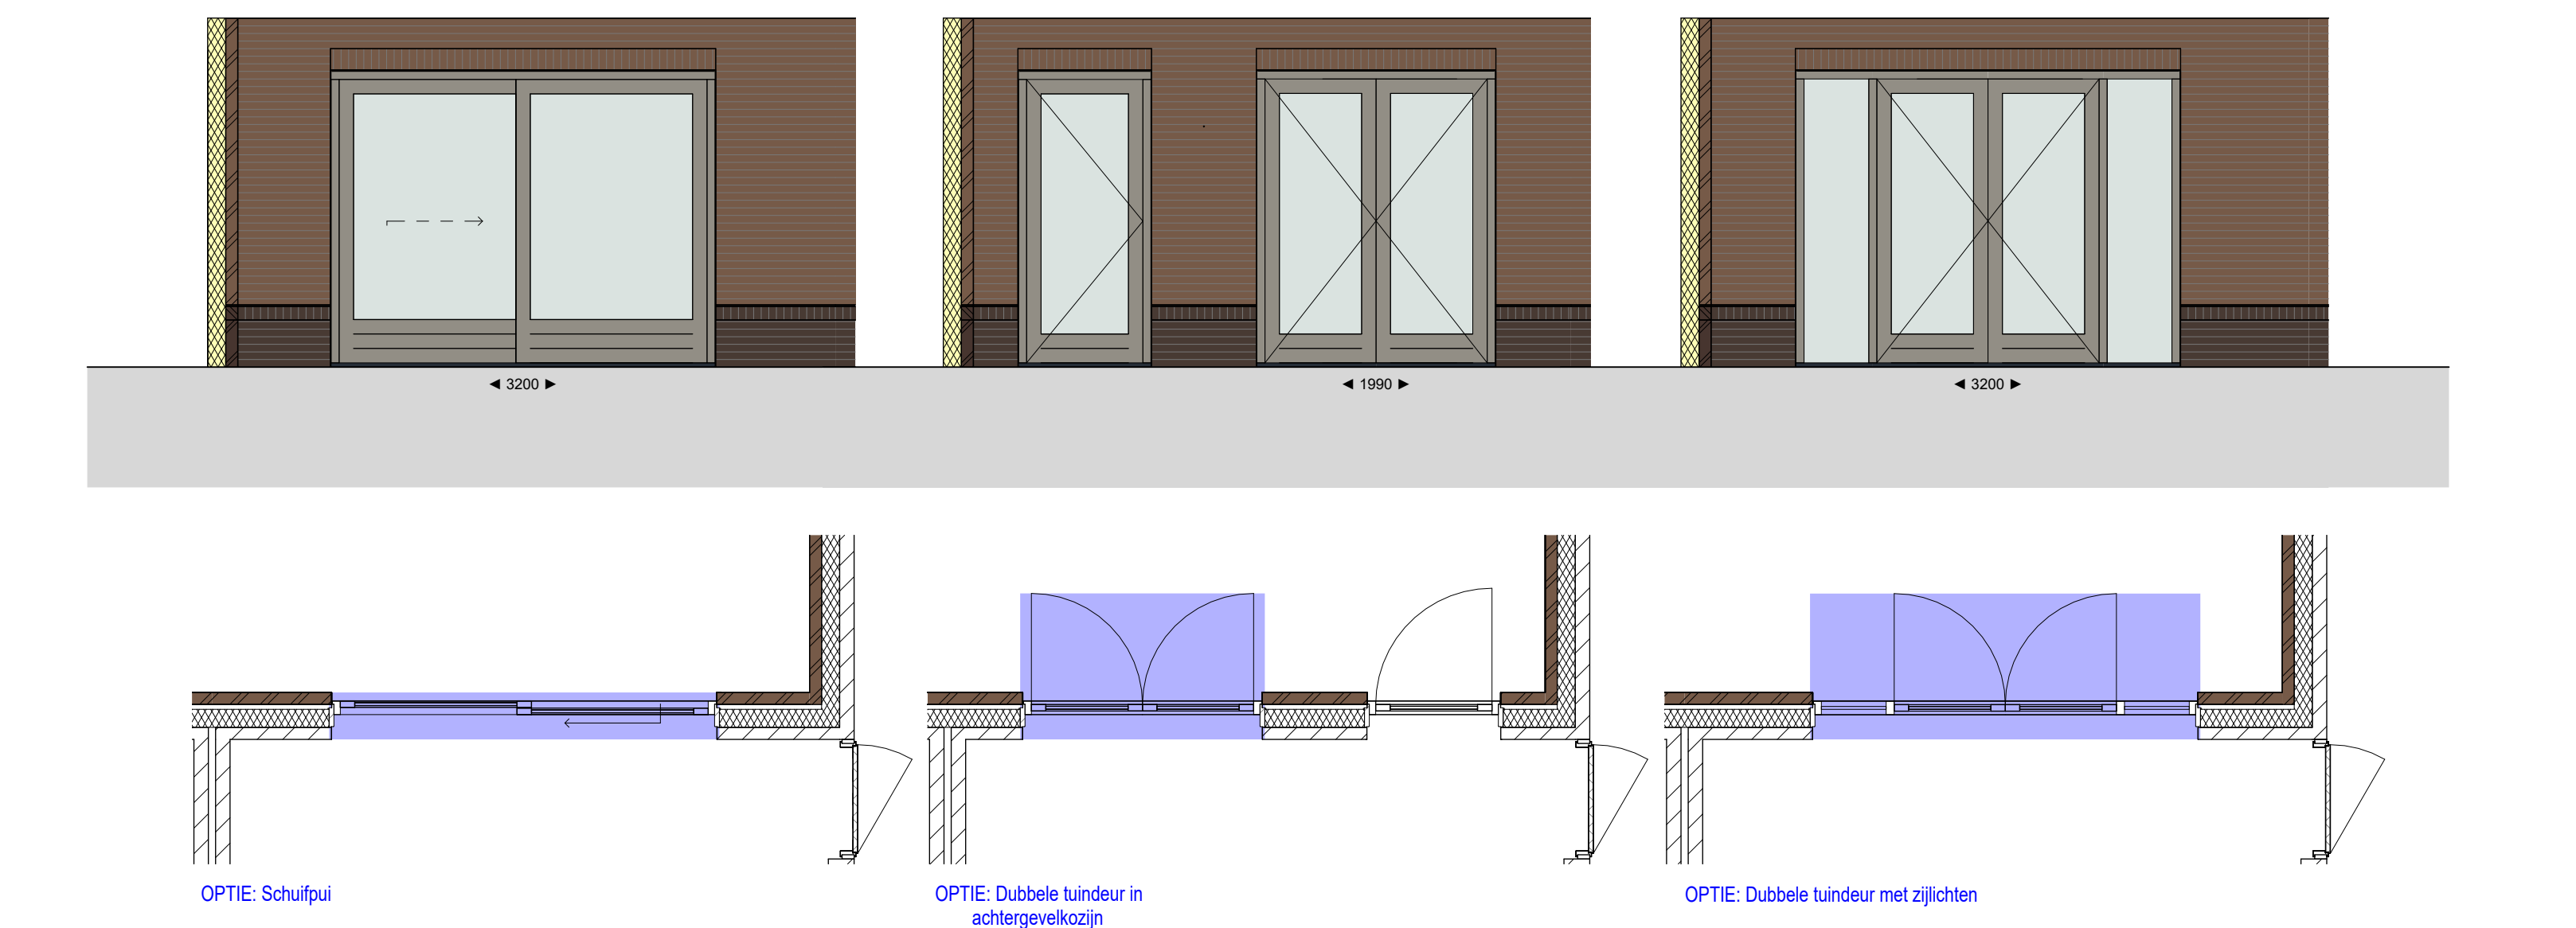 ◄ 3200 ►
◄ 1990 ►
◄ 3200 ►
OPTIE: Schuifpui
OPTIE: Dubbele tuindeur in
achtergevelkozijn
OPTIE: Dubbele tuindeur met zijlichten